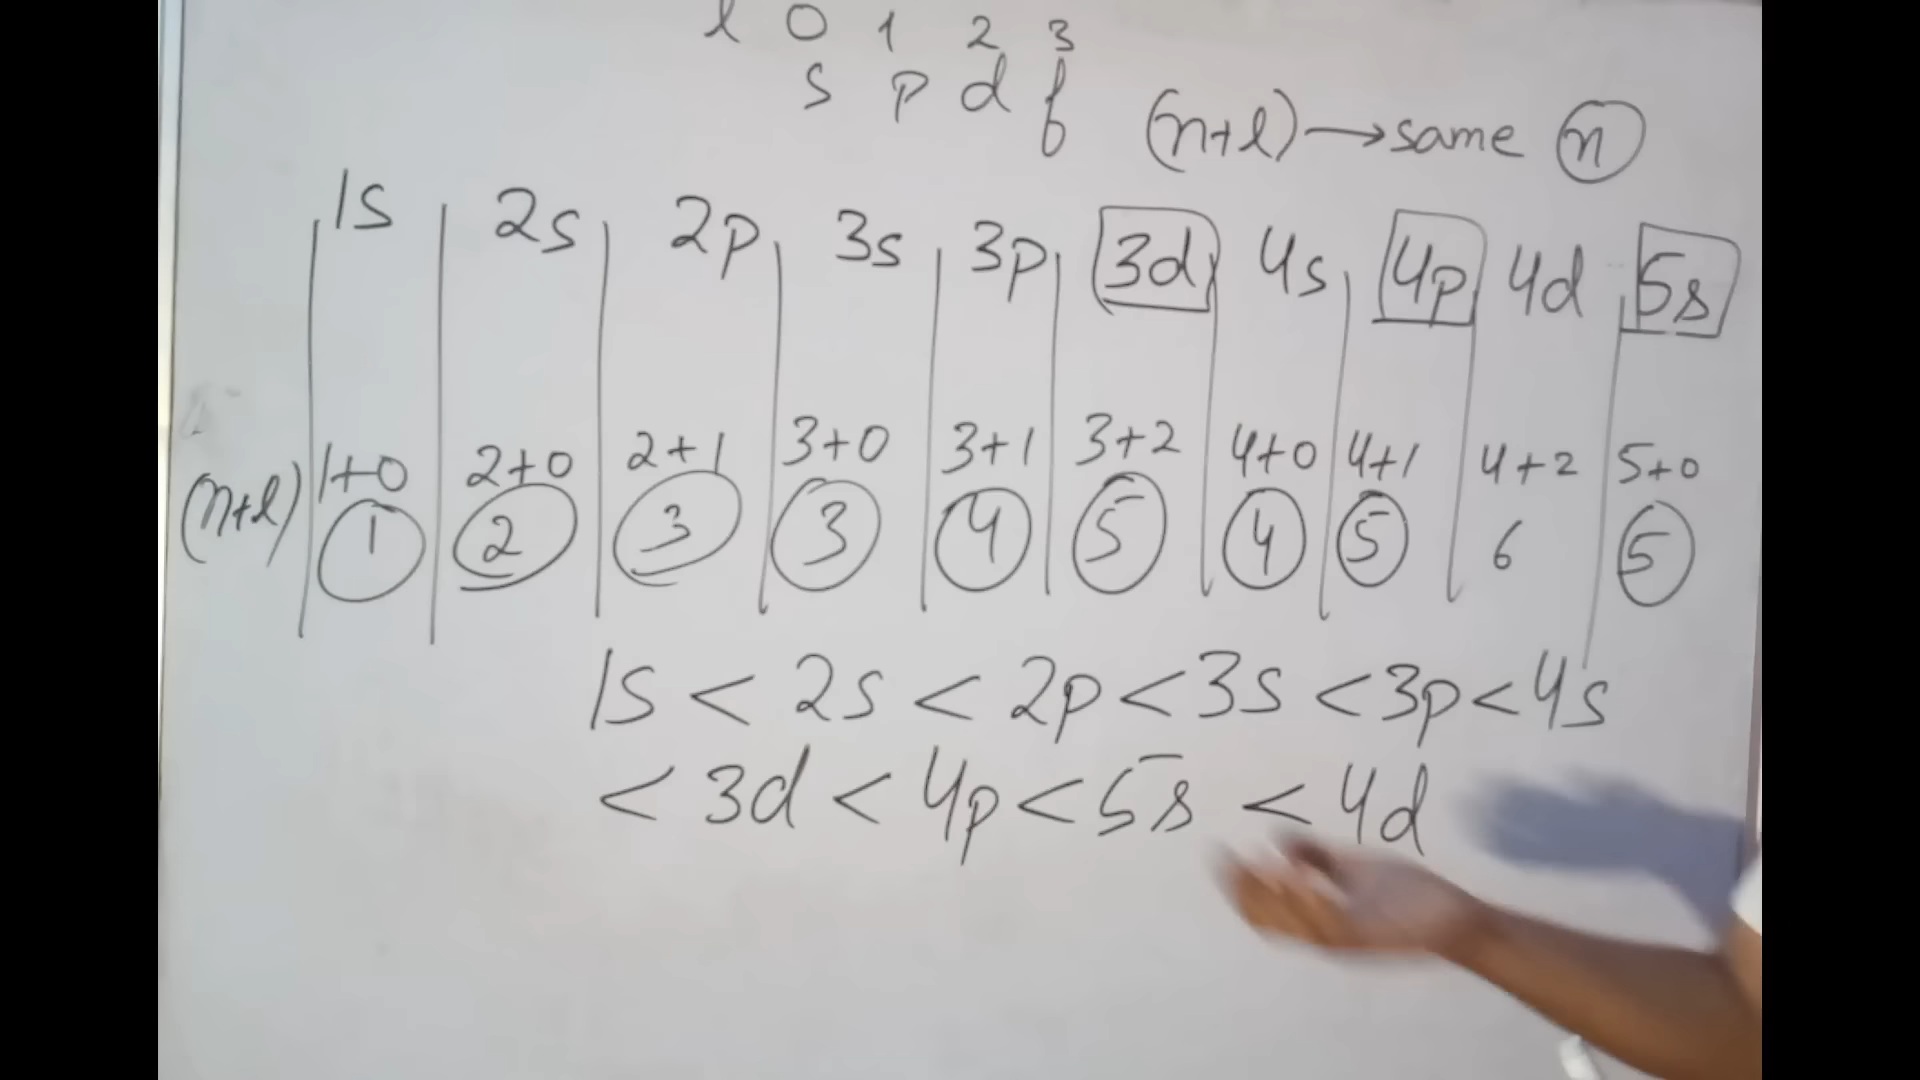 l 0 1 2 3
s p d f
(n+l) → same n
1s 2s 2p 3s 3p 3d 4s 4p 4d 5s
1+0 2+0 2+1 3+0 3+1 3+2 4+0 4+1 4+2 5+0
(n+l) 1 2 3 3 4 5 4 5 6 5
1s < 2s < 2p < 3s < 3p < 4s
< 3d < 4p < 5s < 4d